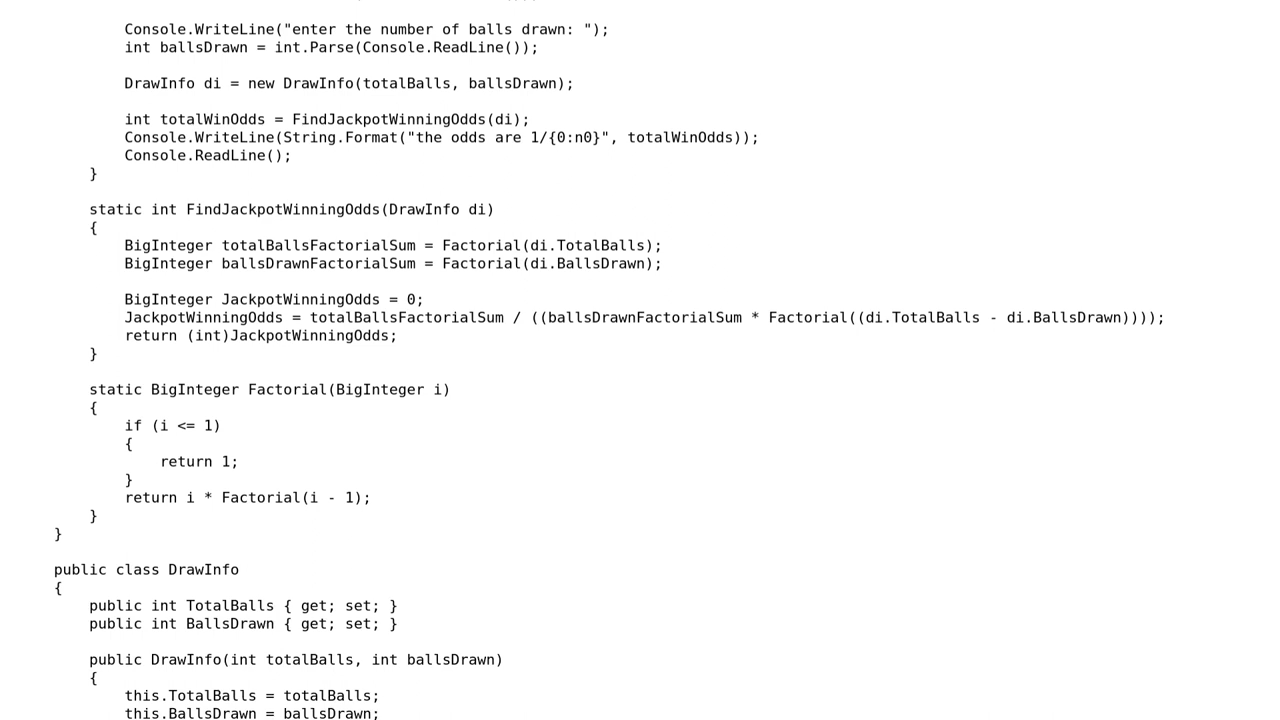 Console.WriteLine("enter the number of balls drawn: ");
int ballsDrawn = int.Parse(Console.ReadLine());
DrawInfo di = new DrawInfo(totalBalls, ballsDrawn);
int totalWinOdds = FindJackpotWinningOdds(di);
Console.WriteLine(String.Format("the odds are 1/{0:n0}", totalWinOdds));
Console.ReadLine();
}
static int FindJackpotWinningOdds(DrawInfo di)
{
BigInteger totalBallsFactorialSum = Factorial(di.TotalBalls);
BigInteger ballsDrawnFactorialSum = Factorial(di.BallsDrawn);
BigInteger JackpotWinningOdds = 0;
JackpotWinningOdds = totalBallsFactorialSum / ((ballsDrawnFactorialSum * Factorial((di.TotalBalls - di.BallsDrawn))));
return (int)JackpotWinningOdds;
}
static BigInteger Factorial(BigInteger i)
{
if (i <= 1)
{
return 1;
}
return i * Factorial(i - 1);
}
}
public class DrawInfo
{
public int TotalBalls { get; set; }
public int BallsDrawn { get; set; }
public DrawInfo(int totalBalls, int ballsDrawn)
{
this.TotalBalls = totalBalls;
this.BallsDrawn = ballsDrawn;